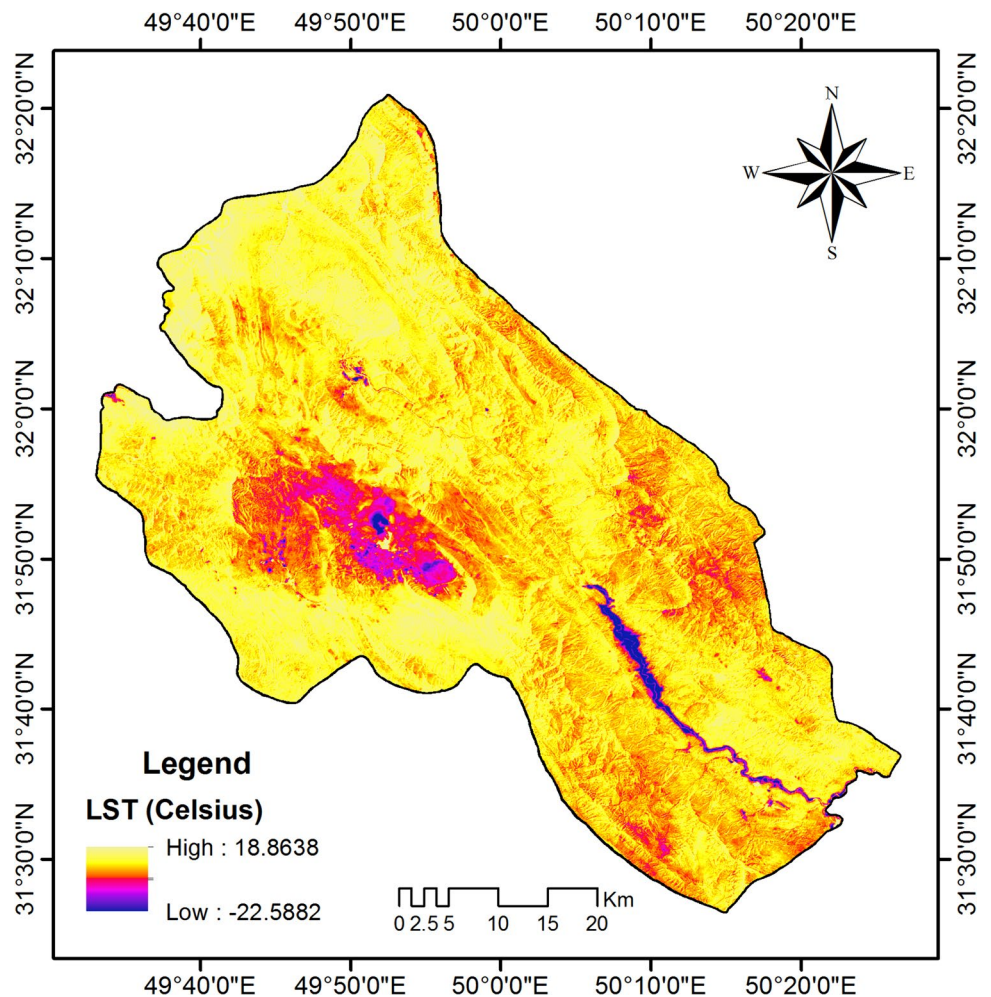 49°40'0"E 49°50'0"E 50°0'0"E 50°10'0"E 50°20'0"E
32°20'0"N
32°10'0"N
32°0'0"N
31°50'0"N
31°40'0"N
31°30'0"N
N
W E
S
32°20'0"N
32°10'0"N
32°0'0"N
31°50'0"N
31°40'0"N
31°30'0"N
Legend
LST (Celsius)
High : 18.8638
Low : -22.5882
Km
0 2.5 5 10 15 20
49°40'0"E 49°50'0"E 50°0'0"E 50°10'0"E 50°20'0"E